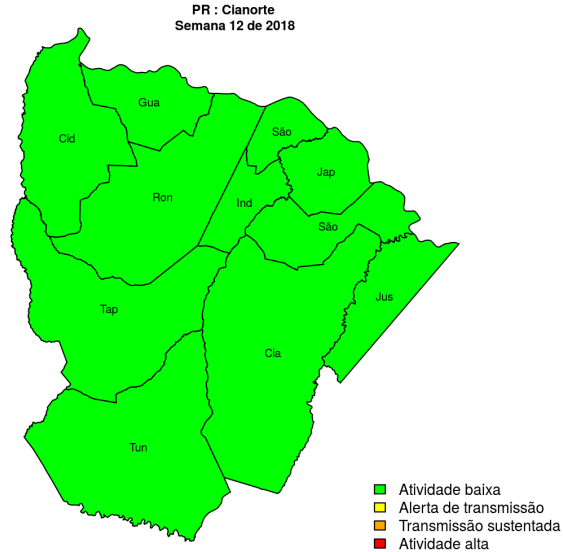 PR : Cianorte
Semana 12 de 2018
Gua
Cid
São
Jap
Ron
Ind
São
Jus
Tap
Cia
Tun
Atividade baixa
Alerta de transmissão
Transmissão sustentada
Atividade alta